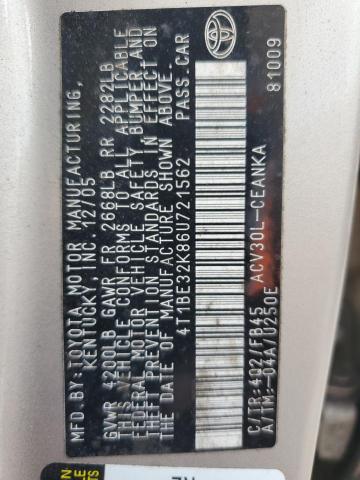 MFD BY:TOYOTA MOTOR MANUFACTURING,
KENTUCKY, INC. 12/05
GVWR 4200LB GAWR FR 2668LB RR 2282LB
THIS VEHICLE CONFORMS TO ALL APPLICABLE
FEDERAL MOTOR VEHICLE SAFETY, BUMPER AND
THEFT PREVENTION STANDARDS IN EFFECT ON
THE DATE OF MANUFACTURE SHOWN ABOVE.
4T1BE32K86U721562 PASS.CAR
C/TR:4Q2/FB45 ACV30L-CEANKA
A/TM:-04A/U250E 81009